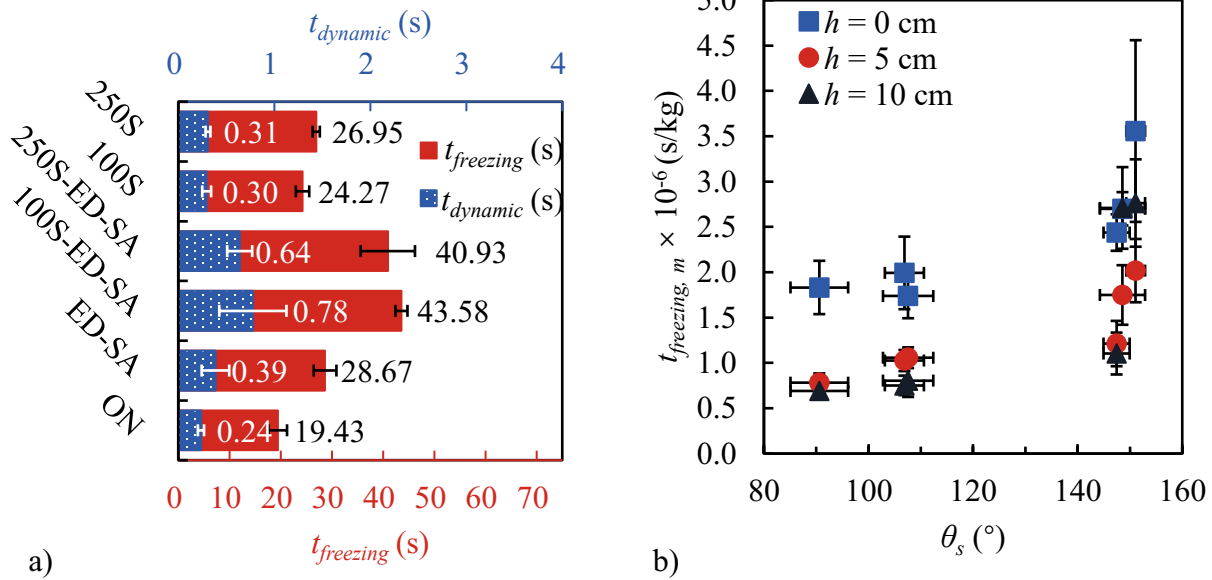 t_dynamic (s)
0 1 2 3 4
250S
0.31 26.95
100S
0.30 24.27
250S-ED-SA
0.64 40.93
100S-ED-SA
0.78 43.58
ED-SA
0.39 28.67
ON
0.24 19.43
t_freezing (s)
t_dynamic (s)
0 10 20 30 40 50 60 70
t_freezing (s)
a)
h = 0 cm
h = 5 cm
h = 10 cm
5.0
4.5
4.0
3.5
3.0
2.5
2.0
1.5
1.0
0.5
0.0
t_freezing, m × 10⁻⁶ (s/kg)
80 100 120 140 160
θ_s (°)
b)